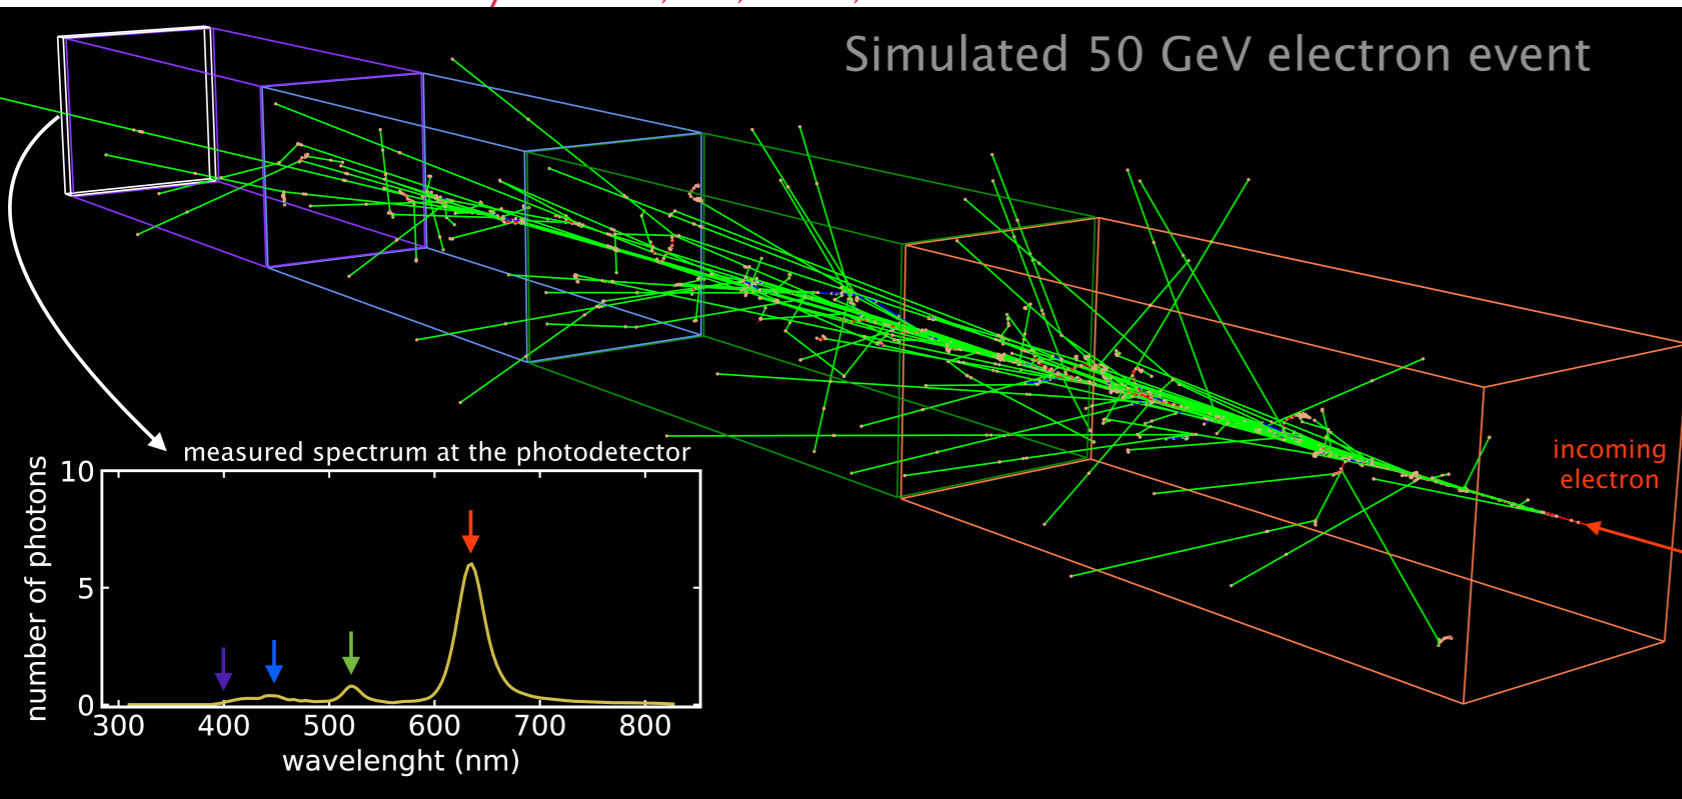 Simulated 50 GeV electron event
incoming
electron
measured spectrum at the photodetector
number of photons
10
5
0
300 400 500 600 700 800
wavelenght (nm)